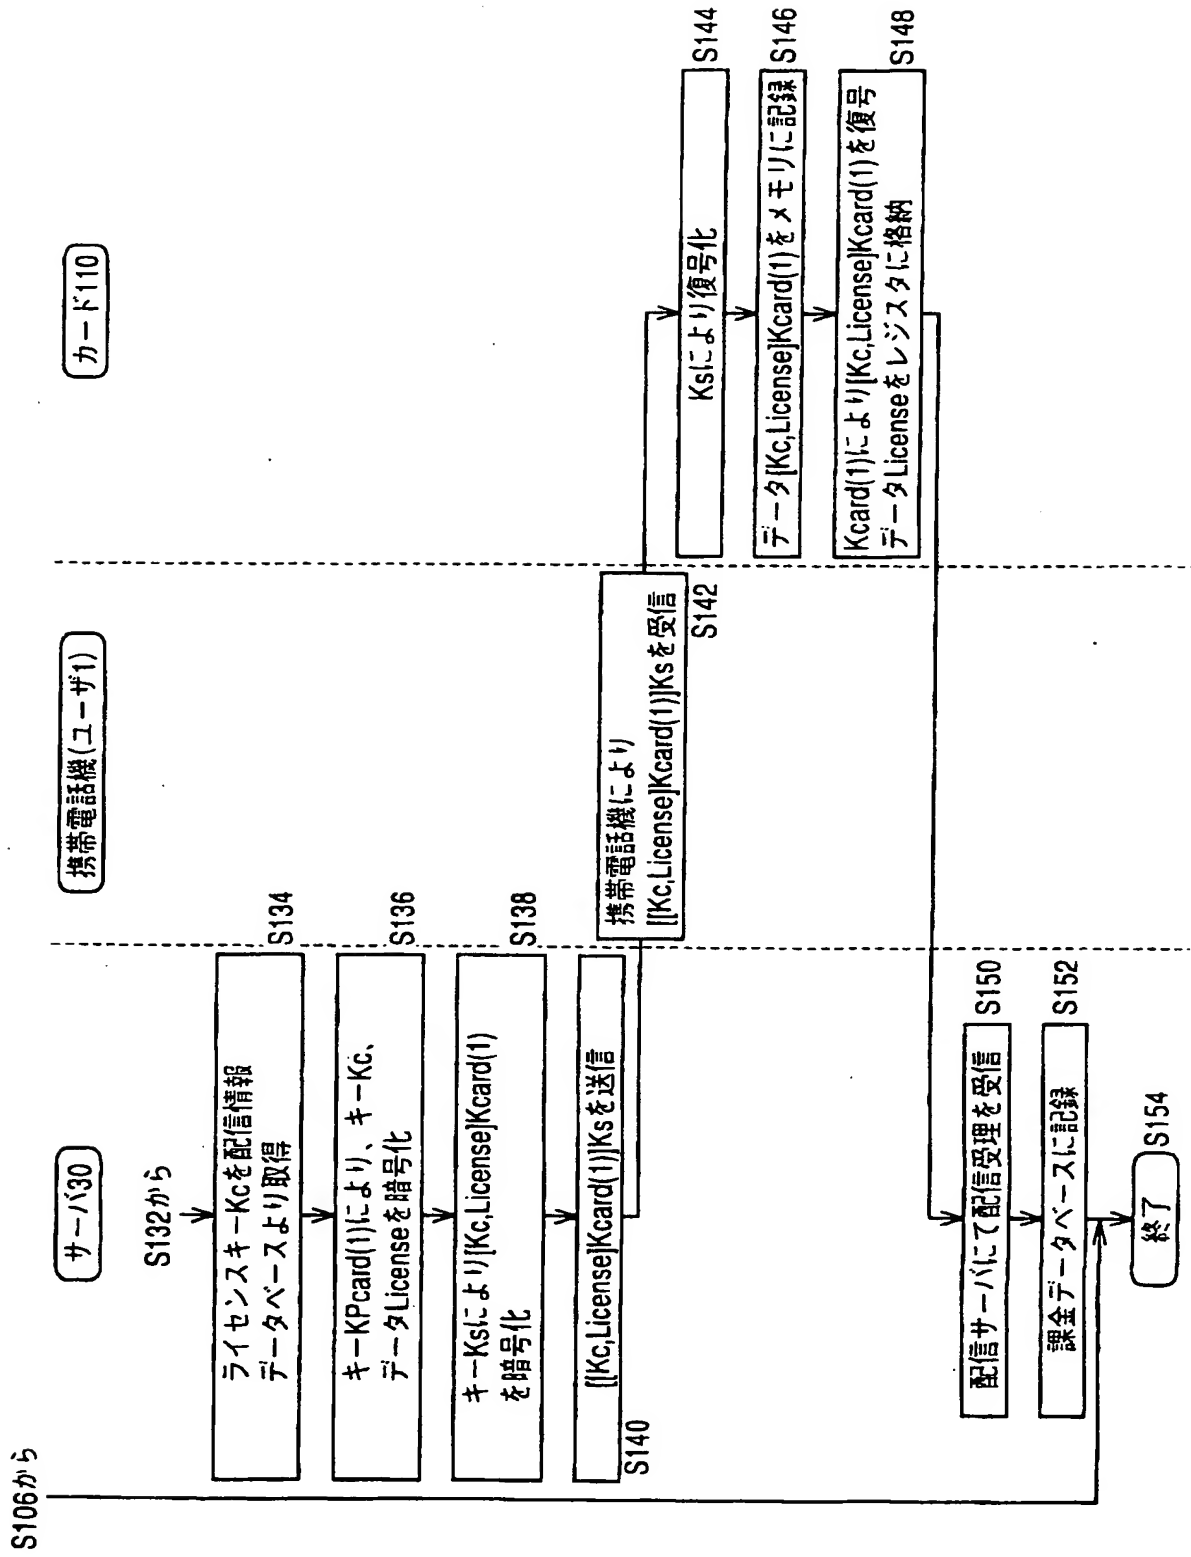 S106から
サーバ30
携帯電話機(ユーザ1)
カード110
S132から
ライセンスキーKcを配信情報
データベースより取得
S134
キーKPcard(1)により、キーKc、
データLicenseを暗号化
S136
キーKsにより[Kc,License]Kcard(1)
を暗号化
S138
[[Kc,License]Kcard(1)]Ksを送信
S140
携帯電話機により
[[Kc,License]Kcard(1)]Ksを受信
S142
Ksにより復号化
S144
データ[Kc,License]Kcard(1)をメモリに記録
S146
Kcard(1)により[Kc,License]Kcard(1)を復号
データLicenseをレジスタに格納
S148
配信サーバにて配信受理を受信
S150
課金データベースに記録
S152
終了
S154